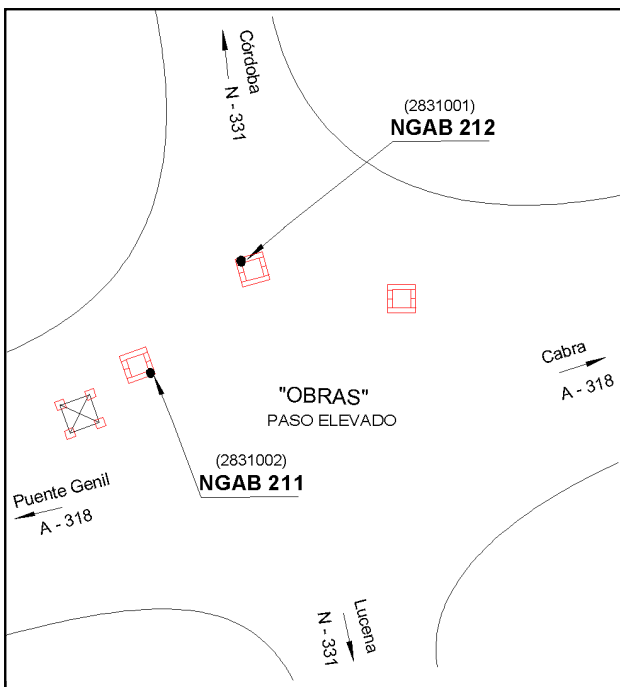 Córdoba
N - 331
(2831001)
NGAB 212
Cabra
A - 318
"OBRAS"
PASO ELEVADO
(2831002)
NGAB 211
Puente Genil
A - 318
Lucena
N - 331